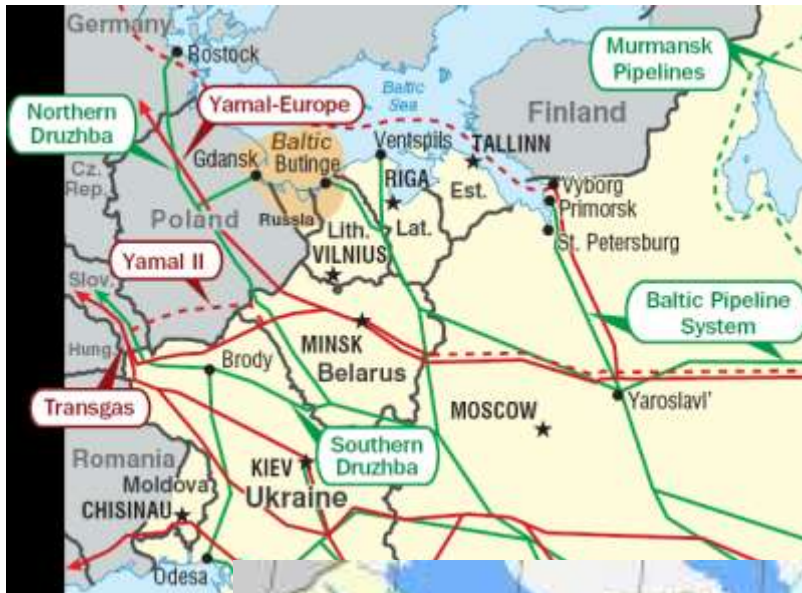 Germany
Rostock
Murmansk
Pipelines
Northern
Druzhba
Yamal-Europe
Baltic
Sea
Finland
Cz.
Rep.
Gdansk
Baltic
Butinge
Ventspils
TALLINN
RIGA
Est.
Vyborg
Primorsk
St. Petersburg
Poland
Russia
Lith.
Lat.
VILNIUS
Yamal II
Slov.
Baltic Pipeline
System
Hung.
Brody
MINSK
Belarus
Transgas
MOSCOW
Yaroslavl'
Southern
Druzhba
Romania
Moldova
CHISINAU
KIEV
Ukraine
Odesa